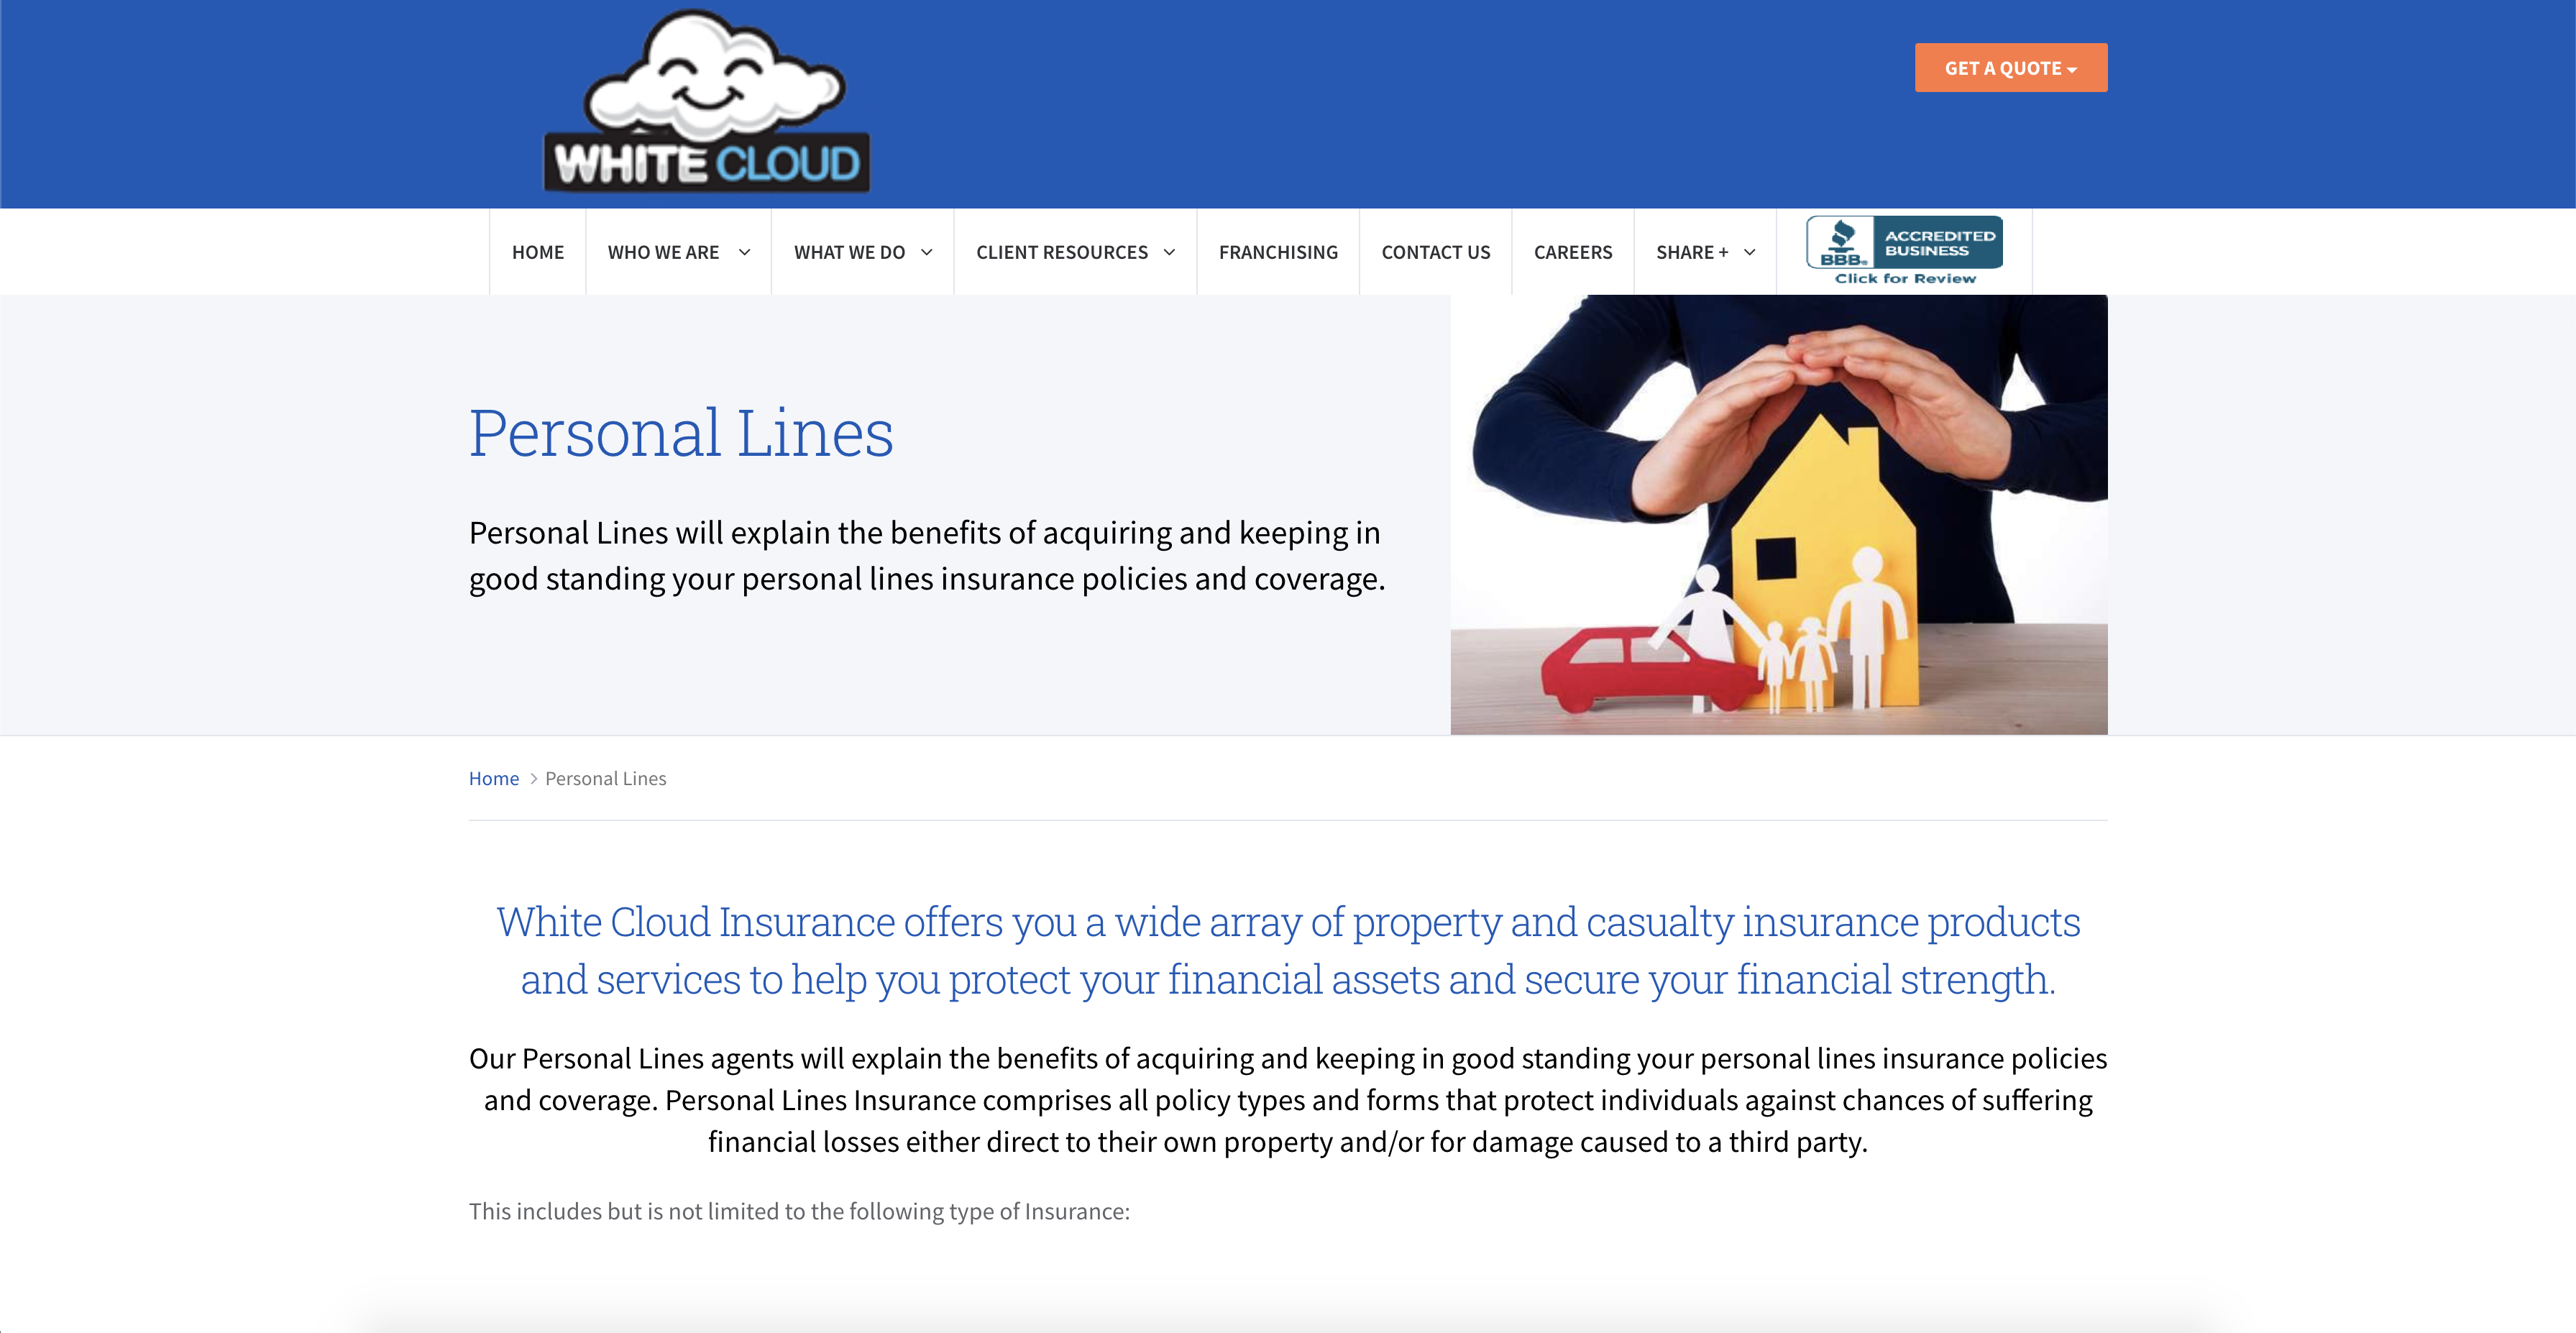 WHITE CLOUD
GET A QUOTE
HOME
WHO WE ARE
WHAT WE DO
CLIENT RESOURCES
FRANCHISING
CONTACT US
CAREERS
SHARE +
BBB.
ACCREDITED
BUSINESS
Click for Review
Personal Lines
Personal Lines will explain the benefits of acquiring and keeping in
good standing your personal lines insurance policies and coverage.
Home > Personal Lines
White Cloud Insurance offers you a wide array of property and casualty insurance products
and services to help you protect your financial assets and secure your financial strength.
Our Personal Lines agents will explain the benefits of acquiring and keeping in good standing your personal lines insurance policies
and coverage. Personal Lines Insurance comprises all policy types and forms that protect individuals against chances of suffering
financial losses either direct to their own property and/or for damage caused to a third party.
This includes but is not limited to the following type of Insurance: